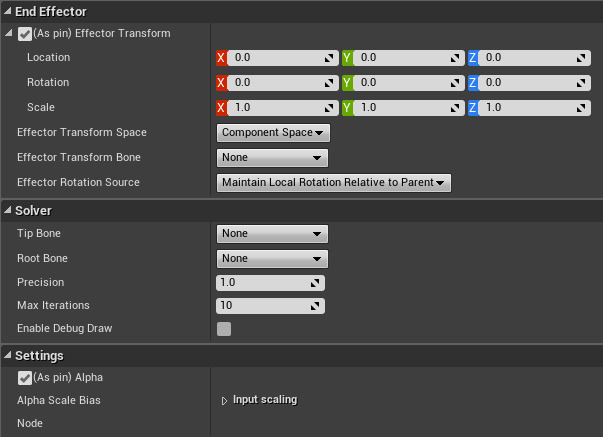 End Effector
(As pin) Effector Transform
Location X 0.0 Y 0.0 Z 0.0
Rotation X 0.0 Y 0.0 Z 0.0
Scale X 1.0 Y 1.0 Z 1.0
Effector Transform Space Component Space
Effector Transform Bone None
Effector Rotation Source Maintain Local Rotation Relative to Parent
Solver
Tip Bone None
Root Bone None
Precision 1.0
Max Iterations 10
Enable Debug Draw
Settings
(As pin) Alpha
Alpha Scale Bias Input scaling
Node